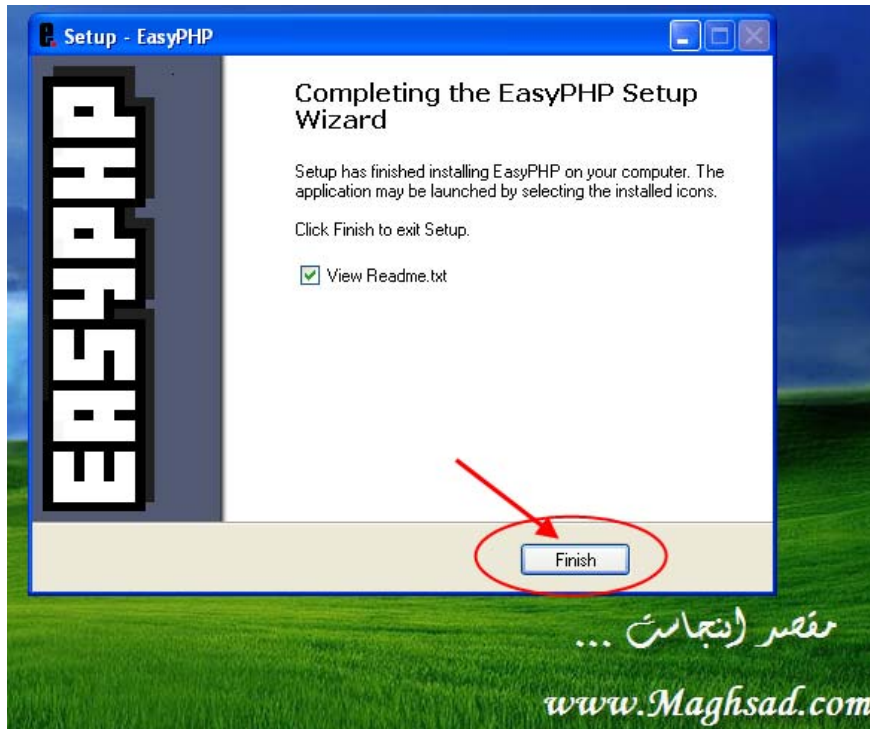 Setup - EasyPHP
EASYPHP
Completing the EasyPHP Setup
Wizard
Setup has finished installing EasyPHP on your computer. The
application may be launched by selecting the installed icons.
Click Finish to exit Setup.
View Readme.txt
Finish
مقصد اینجاست ...
www.Maghsad.com